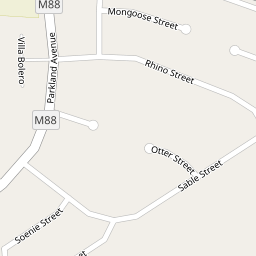 M88
Mongoose Street
Villa Bolero
Parkland Avenue
Rhino Street
M88
Otter Street
Sable Street
Soenie Street